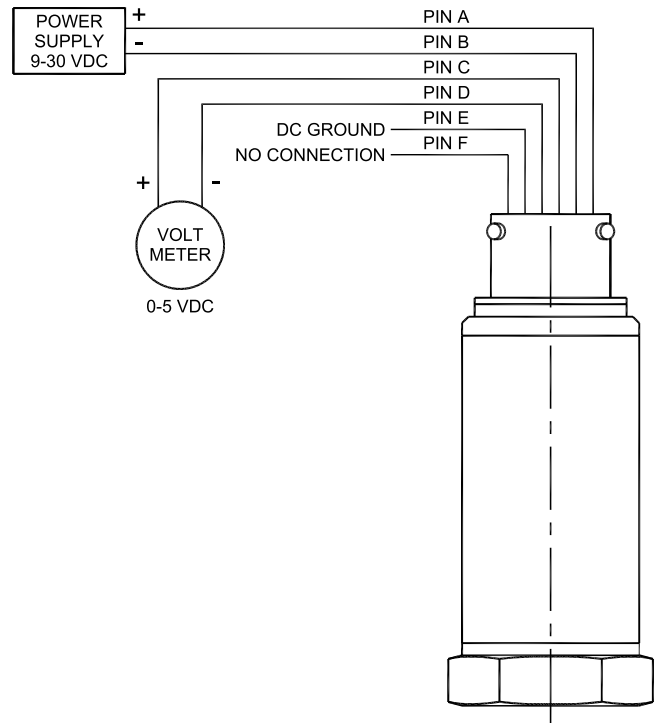 POWER
SUPPLY
9-30 VDC
+
-
PIN A
PIN B
PIN C
PIN D
PIN E
DC GROUND
PIN F
NO CONNECTION
+
-
VOLT
METER
0-5 VDC